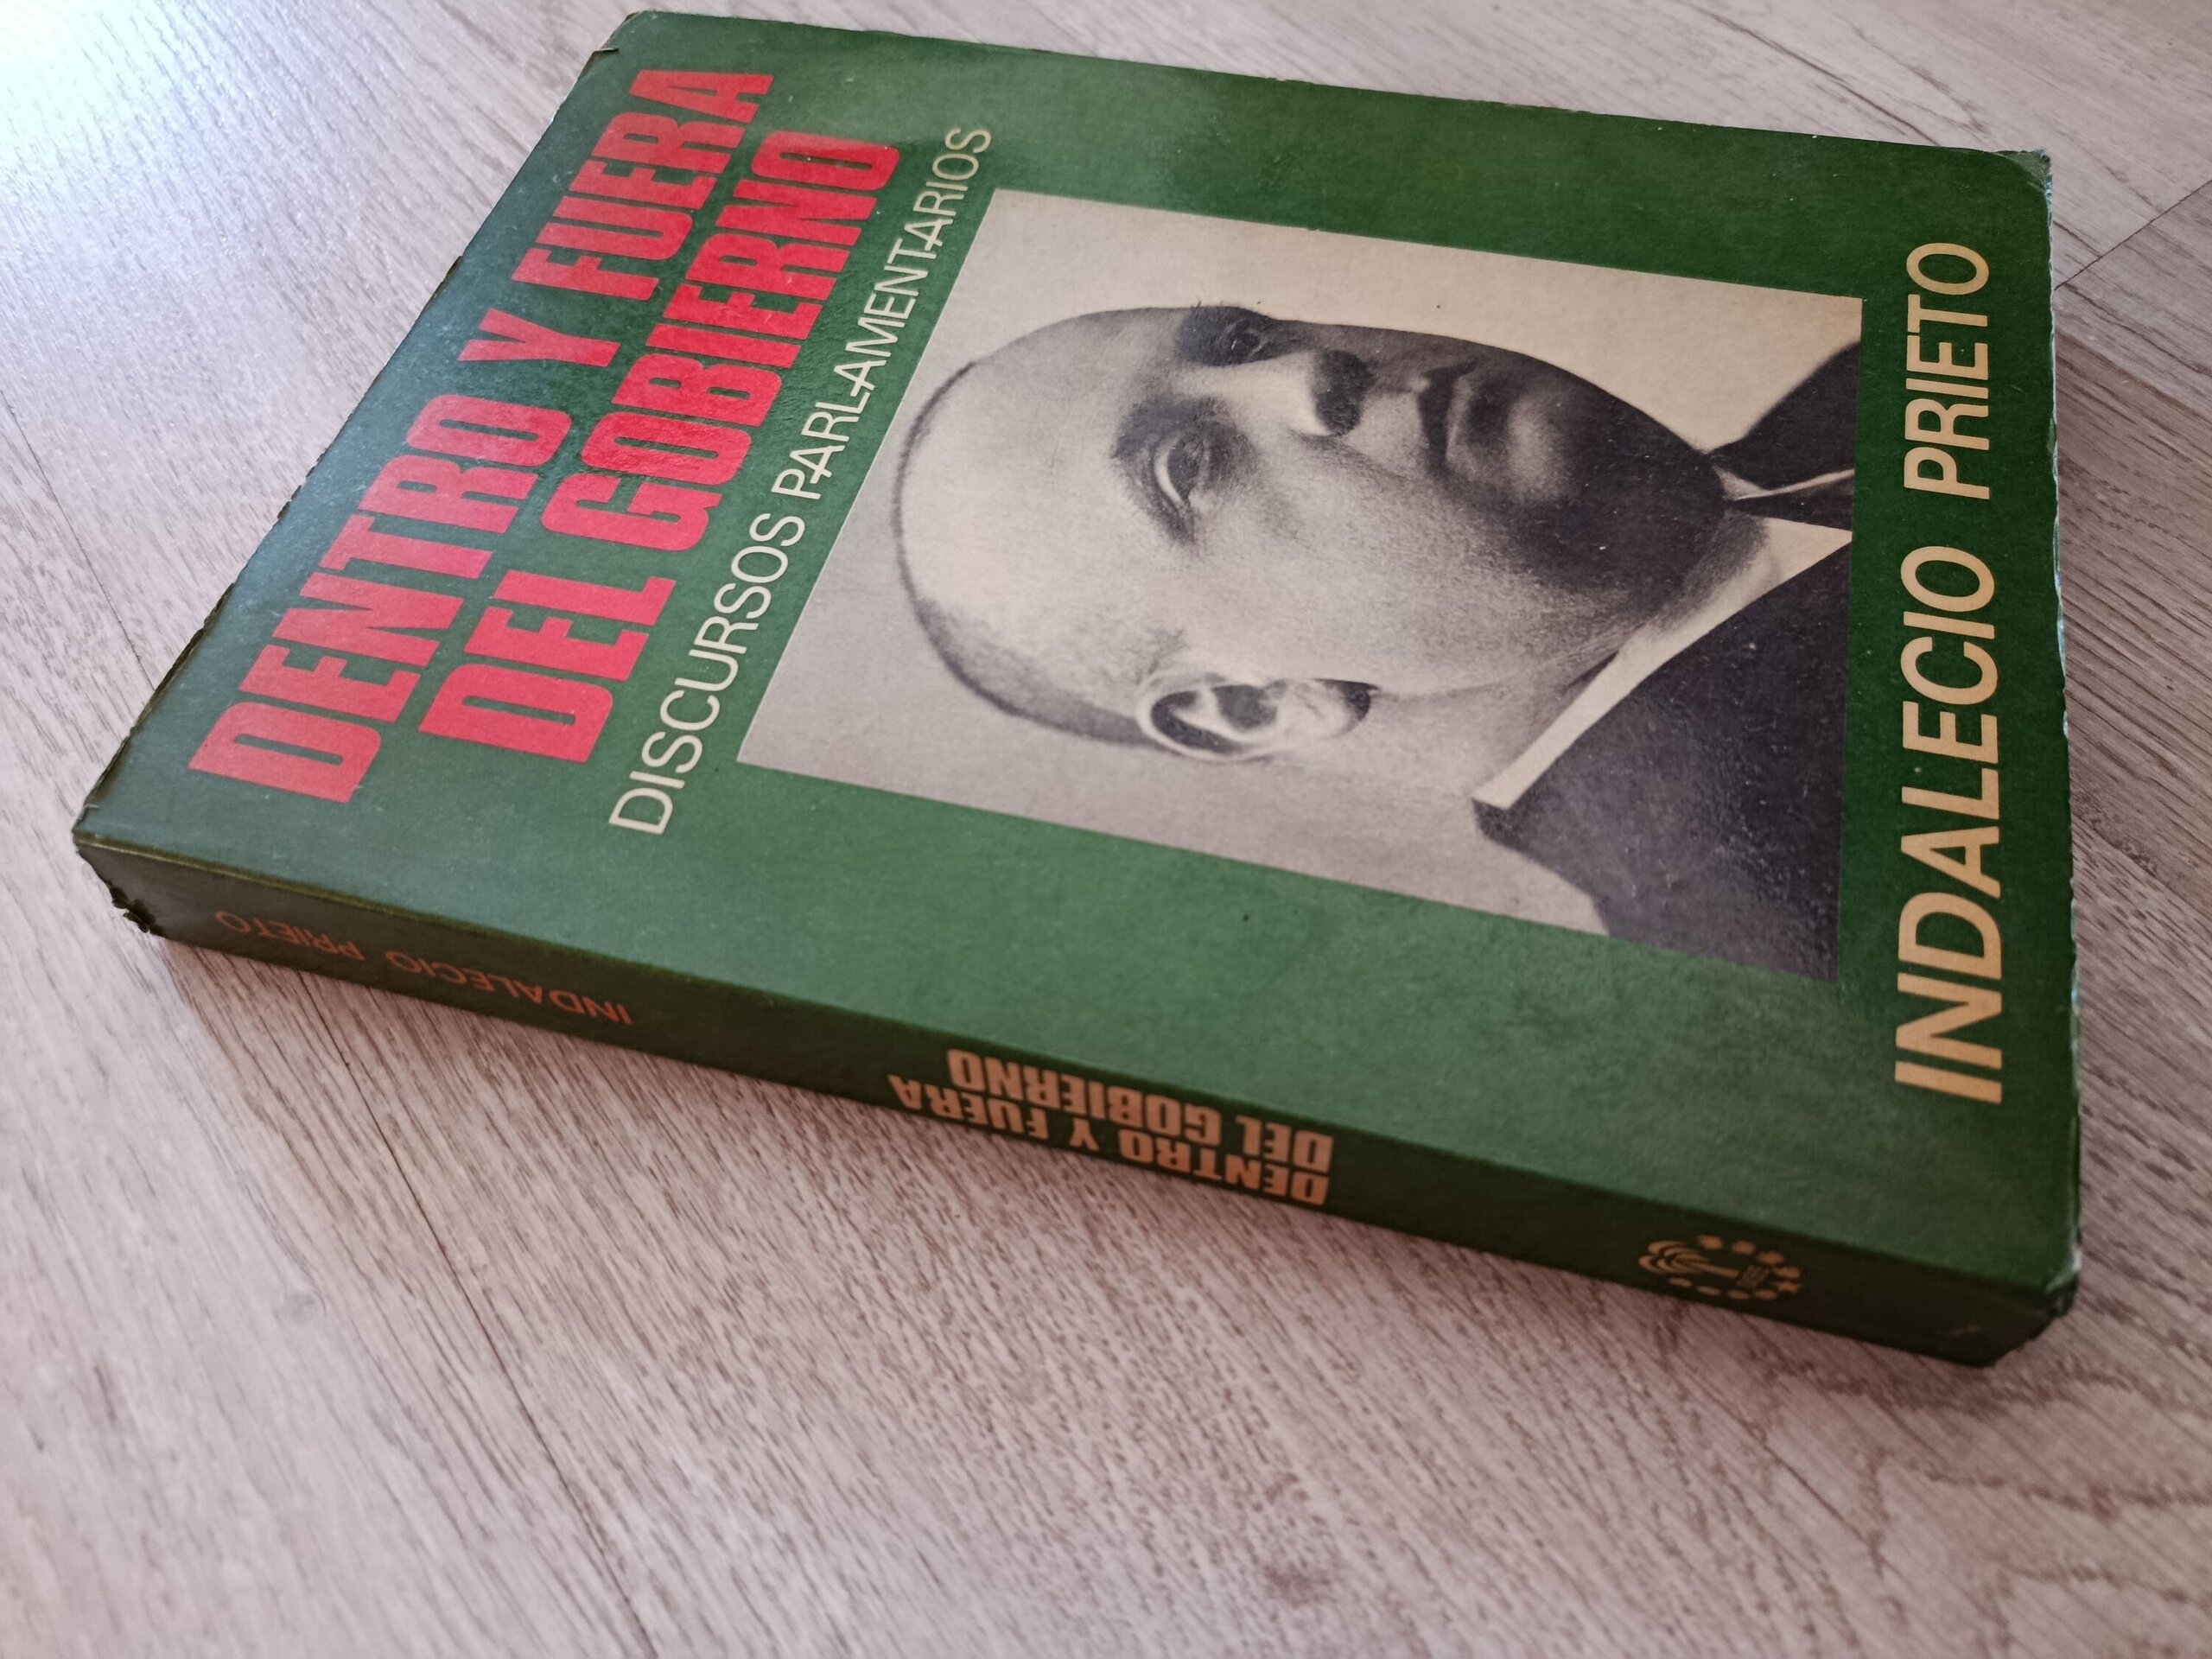 DENTRO Y FUERA
DEL GOBIERNO
DISCURSOS PARLAMENTARIOS
INDALECIO PRIETO
INDALECIO PRIETO
DENTRO Y FUERA
DEL GOBIERNO